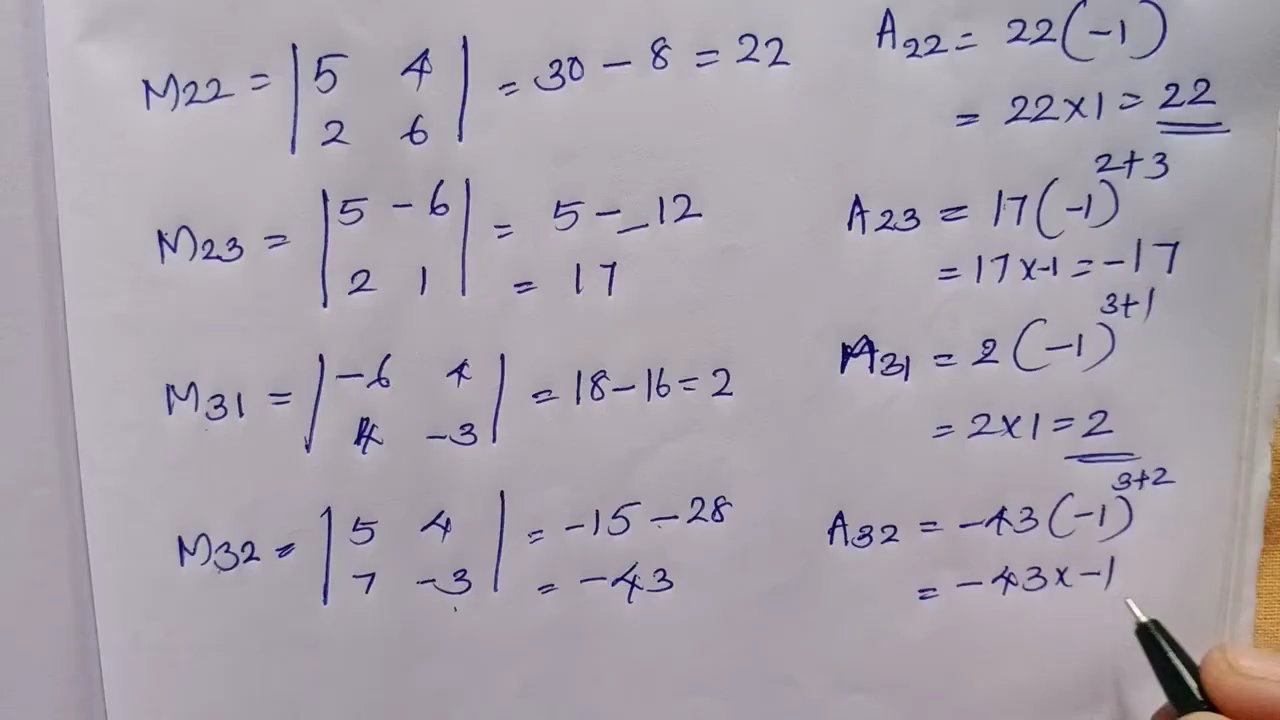 M22 = |5 4| = 30 - 8 = 22 A22 = 22(-1)
|2 6| = 22×1 = 22
M23 = |5 -6| = 5 - -12 A23 = 17(-1)^2+3
|2 1| = 17 = 17×-1 = -17
M31 = |-6 4| = 18-16=2 A31 = 2(-1)^3+1
|4 -3| = 2×1=2
M32 = |5 4| = -15-28 A32 = -43(-1)^3+2
|7 -3| = -43 = -43×-1